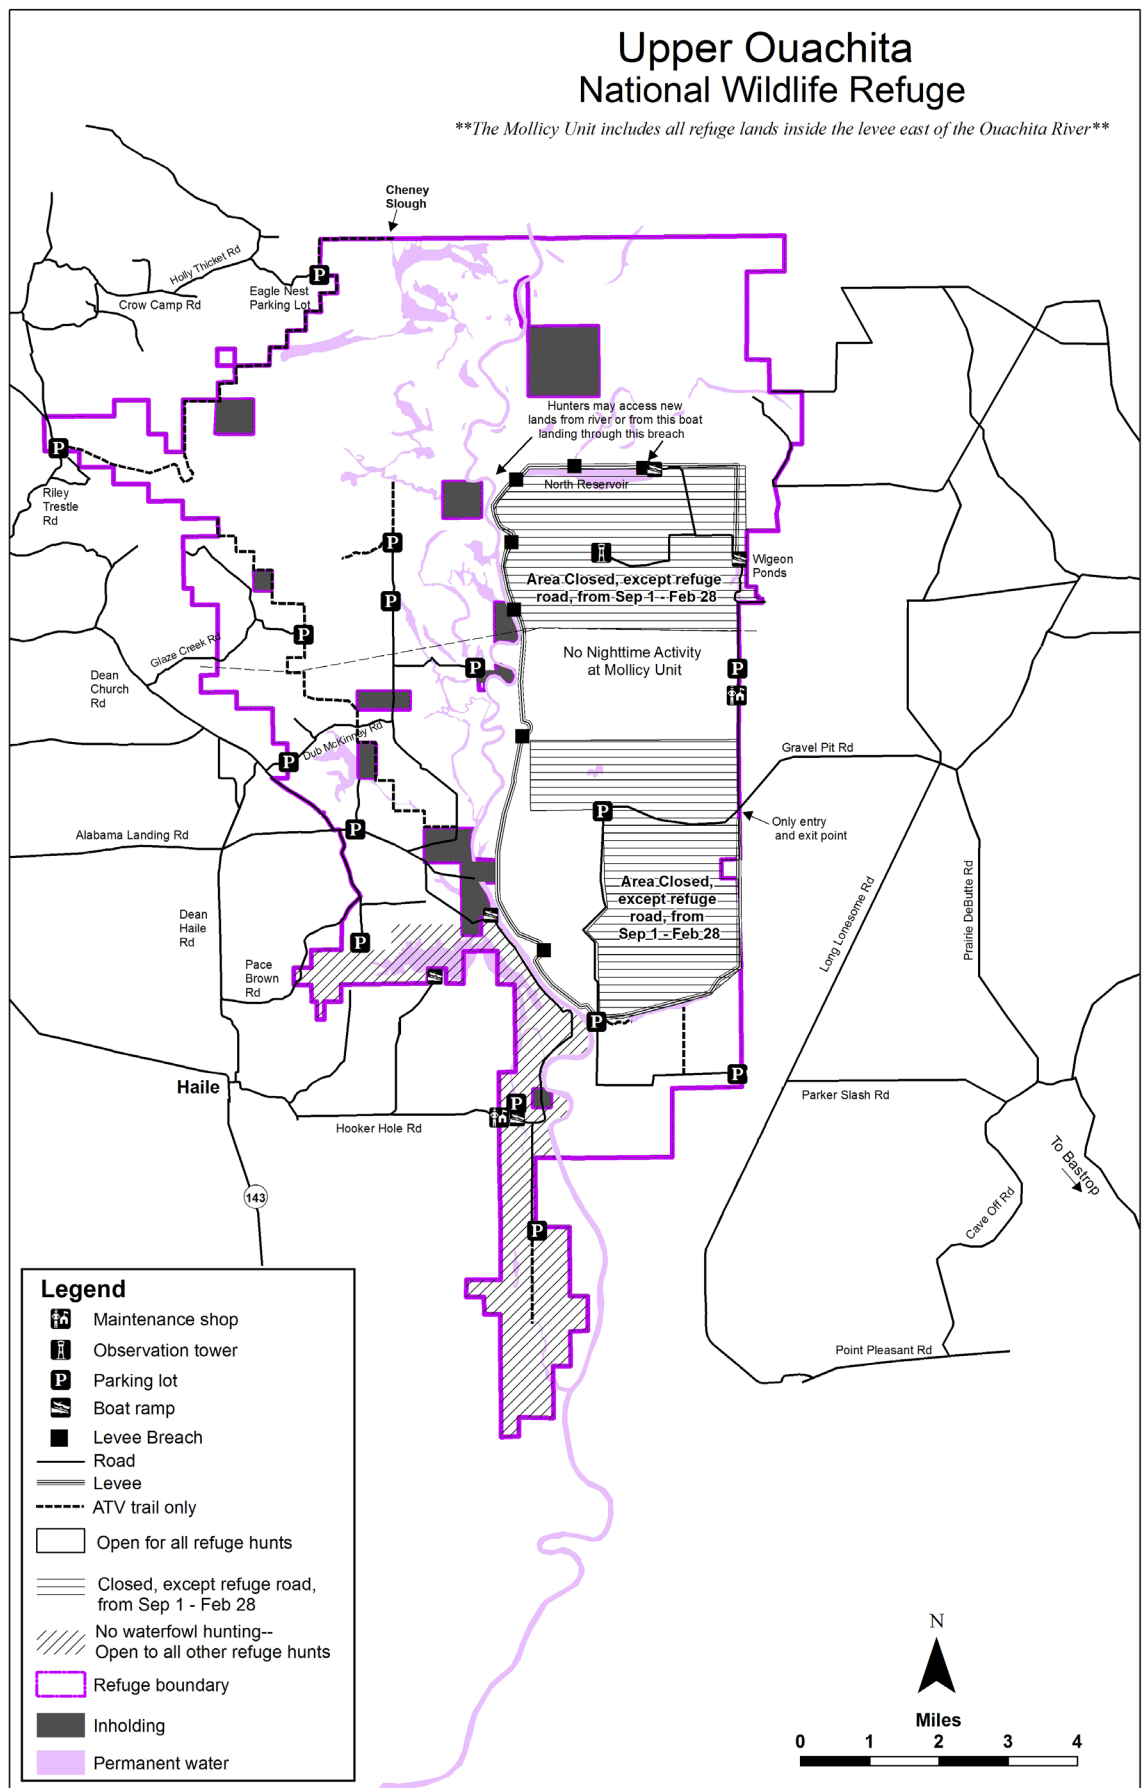 Upper Ouachita
National Wildlife Refuge
**The Mollicy Unit includes all refuge lands inside the levee east of the Ouachita River**
Cheney
Slough
Holly Thicket Rd
Eagle Nest
Parking Lot
Crow Camp Rd
P
Hunters may access new
lands from river or from this boat
landing through this breach
P
Riley
Trestle
Rd
North Reservoir
P
Wigeon
Ponds
Area Closed, except refuge
road, from Sep 1 - Feb 28
P
P
Glaze Creek Rd
No Nighttime Activity
at Mollicy Unit
P
P
Dean
Church
Rd
Dub McKinney Rd
Gravel Pit Rd
P
P
Only entry
and exit point
Alabama Landing Rd
P
Area Closed,
except refuge
road, from
Sep 1 - Feb 28
Long Lonesome Rd
Prairie DeButte Rd
Dean
Haile
Rd
P
Pace
Brown
Rd
P
P
Haile
Parker Slash Rd
P
Hooker Hole Rd
To Bastrop
143
Cave Off Rd
P
Point Pleasant Rd
Legend
Maintenance shop
Observation tower
P Parking lot
Boat ramp
Levee Breach
Road
Levee
ATV trail only
Open for all refuge hunts
Closed, except refuge road,
from Sep 1 - Feb 28
No waterfowl hunting--
Open to all other refuge hunts
Refuge boundary
Inholding
Permanent water
N
Miles
0 1 2 3 4